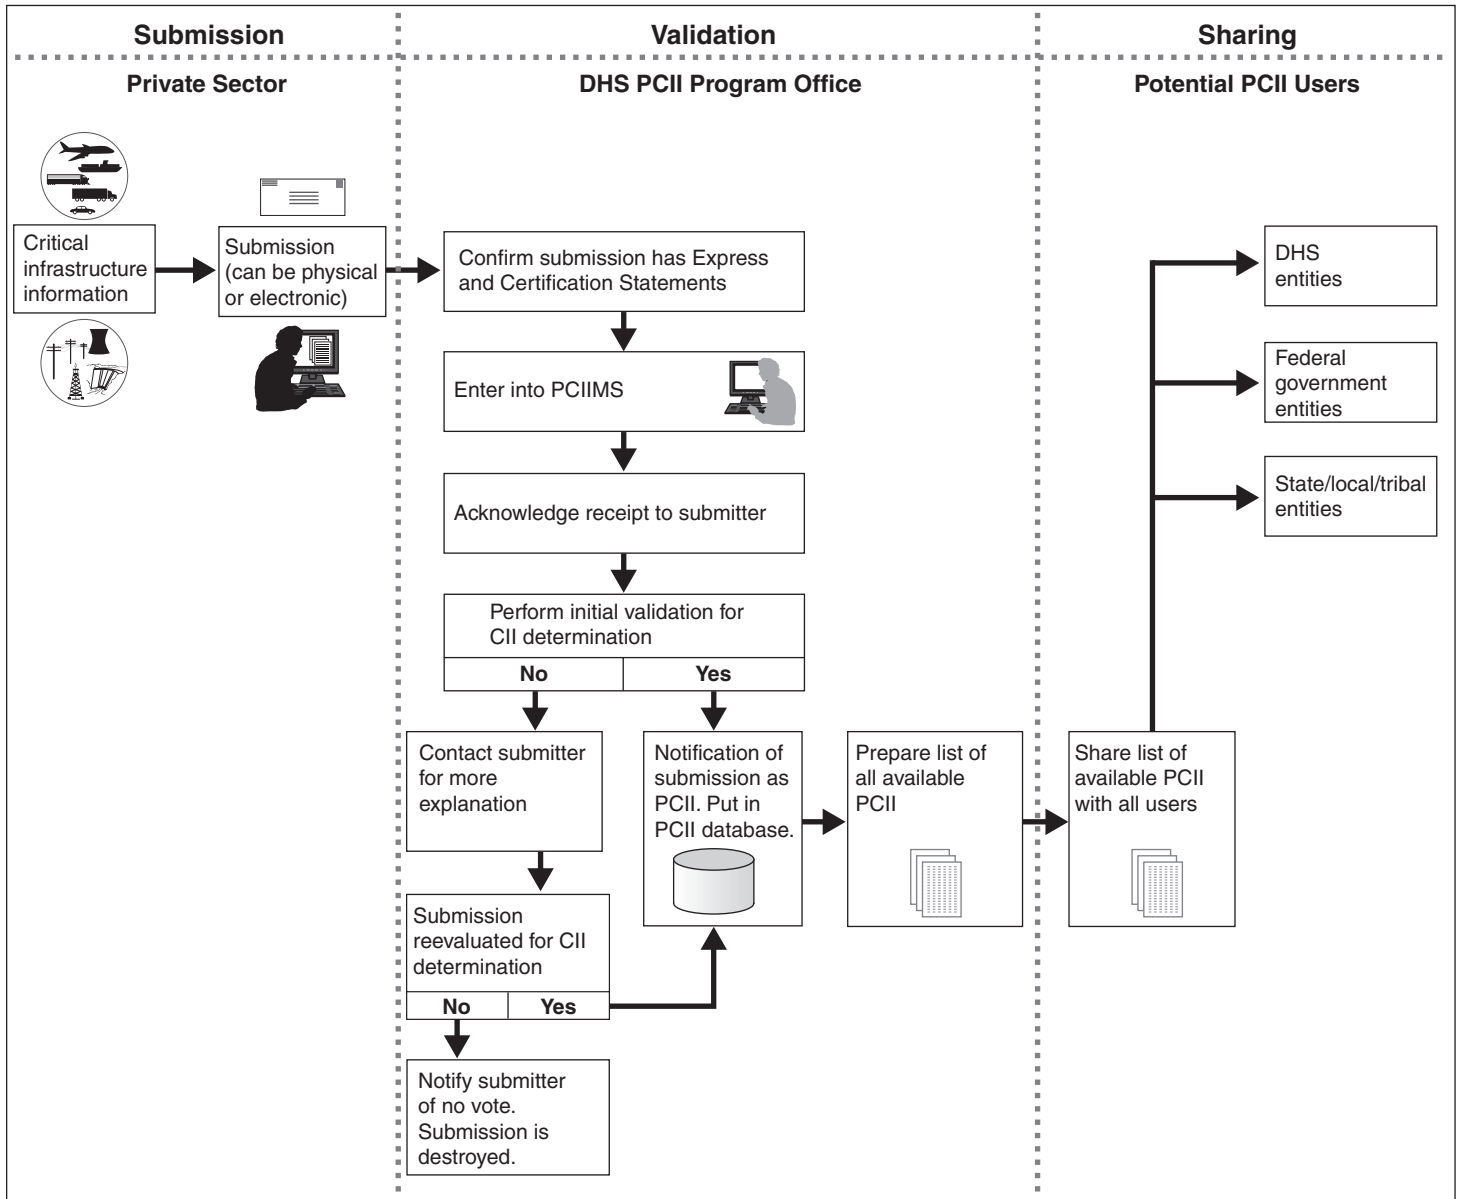 Submission
Validation
Sharing
Private Sector
DHS PCII Program Office
Potential PCII Users
Critical
infrastructure
information
Submission
(can be physical
or electronic)
Confirm submission has Express
and Certification Statements
Enter into PCIIMS
Acknowledge receipt to submitter
Perform initial validation for
CII determination
No
Yes
Contact submitter
for more
explanation
Submission
reevaluated for CII
determination
No
Yes
Notify submitter
of no vote.
Submission is
destroyed.
Notification of
submission as
PCII. Put in
PCII database.
Prepare list of
all available
PCII
Share list of
available PCII
with all users
DHS
entities
Federal
government
entities
State/local/tribal
entities